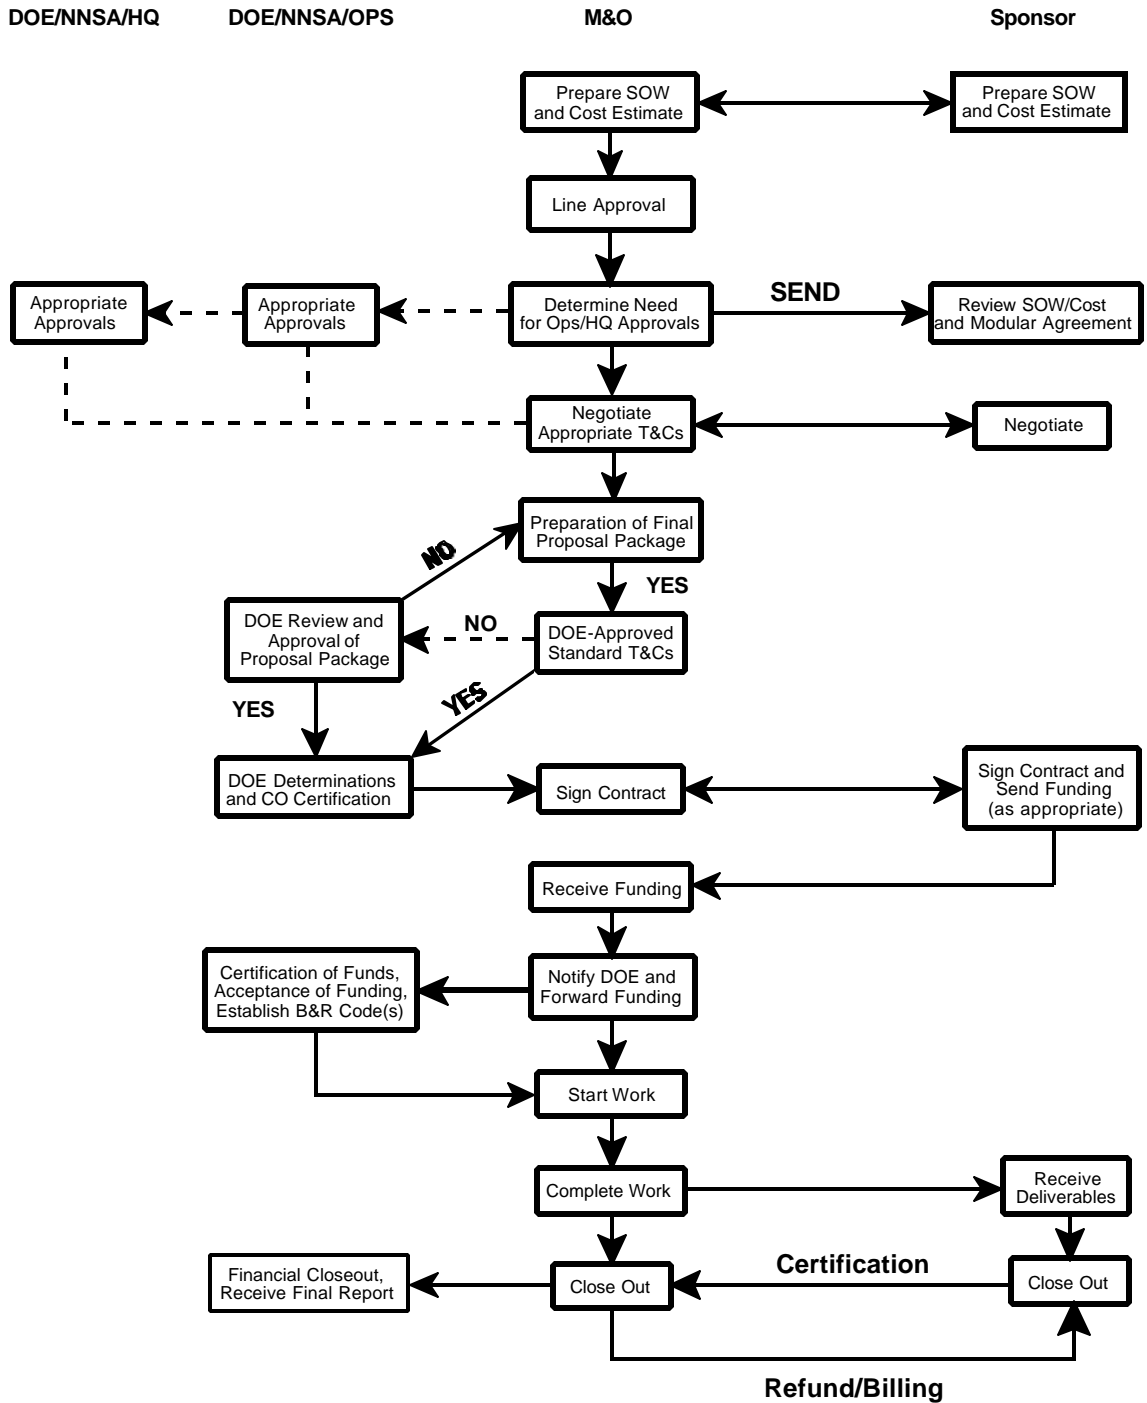 DOE/NNSA/HQ
DOE/NNSA/OPS
M&O
Sponsor
Prepare SOW
and Cost Estimate
Prepare SOW
and Cost Estimate
Line Approval
Appropriate
Approvals
Appropriate
Approvals
Determine Need
for Ops/HQ Approvals
SEND
Review SOW/Cost
and Modular Agreement
Negotiate
Appropriate T&Cs
Negotiate
Preparation of Final
Proposal Package
NO
YES
DOE Review and
Approval of
Proposal Package
NO
DOE-Approved
Standard T&Cs
YES
YES
DOE Determinations
and CO Certification
Sign Contract
Sign Contract and
Send Funding
(as appropriate)
Receive Funding
Certification of Funds,
Acceptance of Funding,
Establish B&R Code(s)
Notify DOE and
Forward Funding
Start Work
Complete Work
Receive
Deliverables
Financial Closeout,
Receive Final Report
Close Out
Certification
Close Out
Refund/Billing